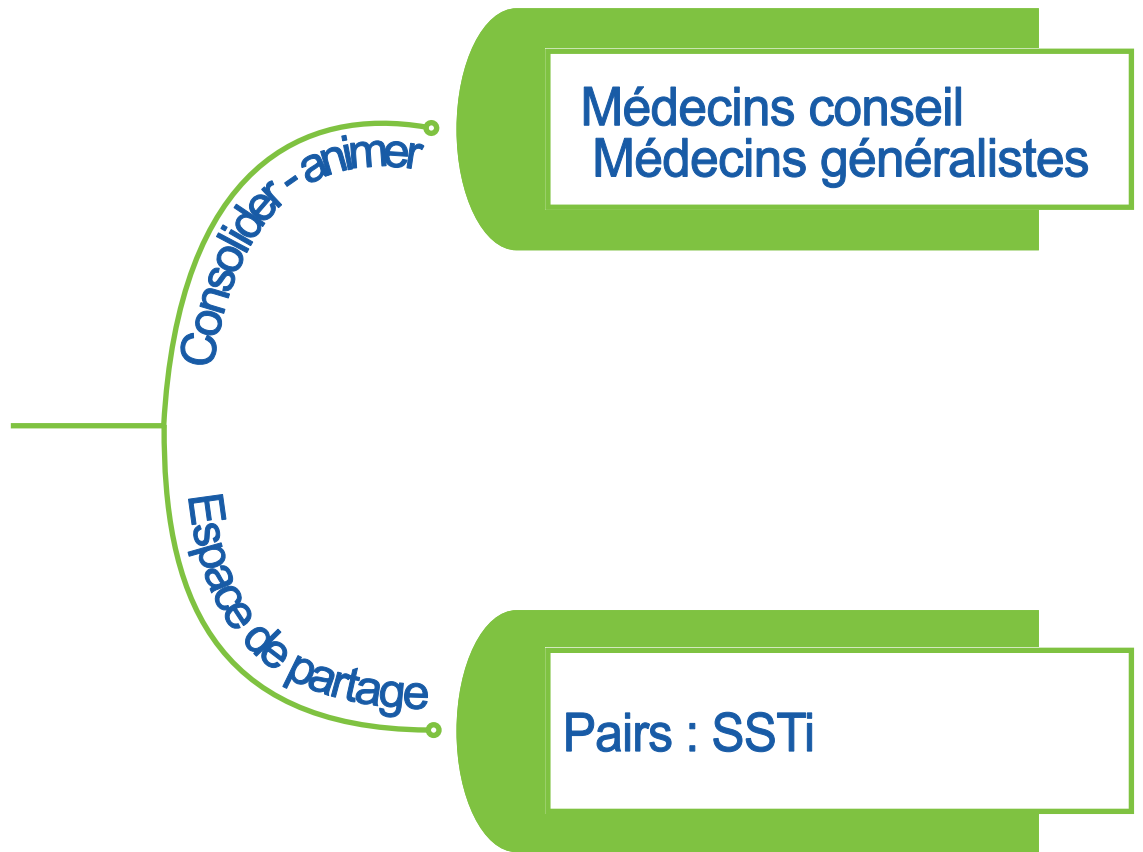 Consolider - animer
Médecins conseil
Médecins généralistes
Espace de partage
Pairs : SSTi